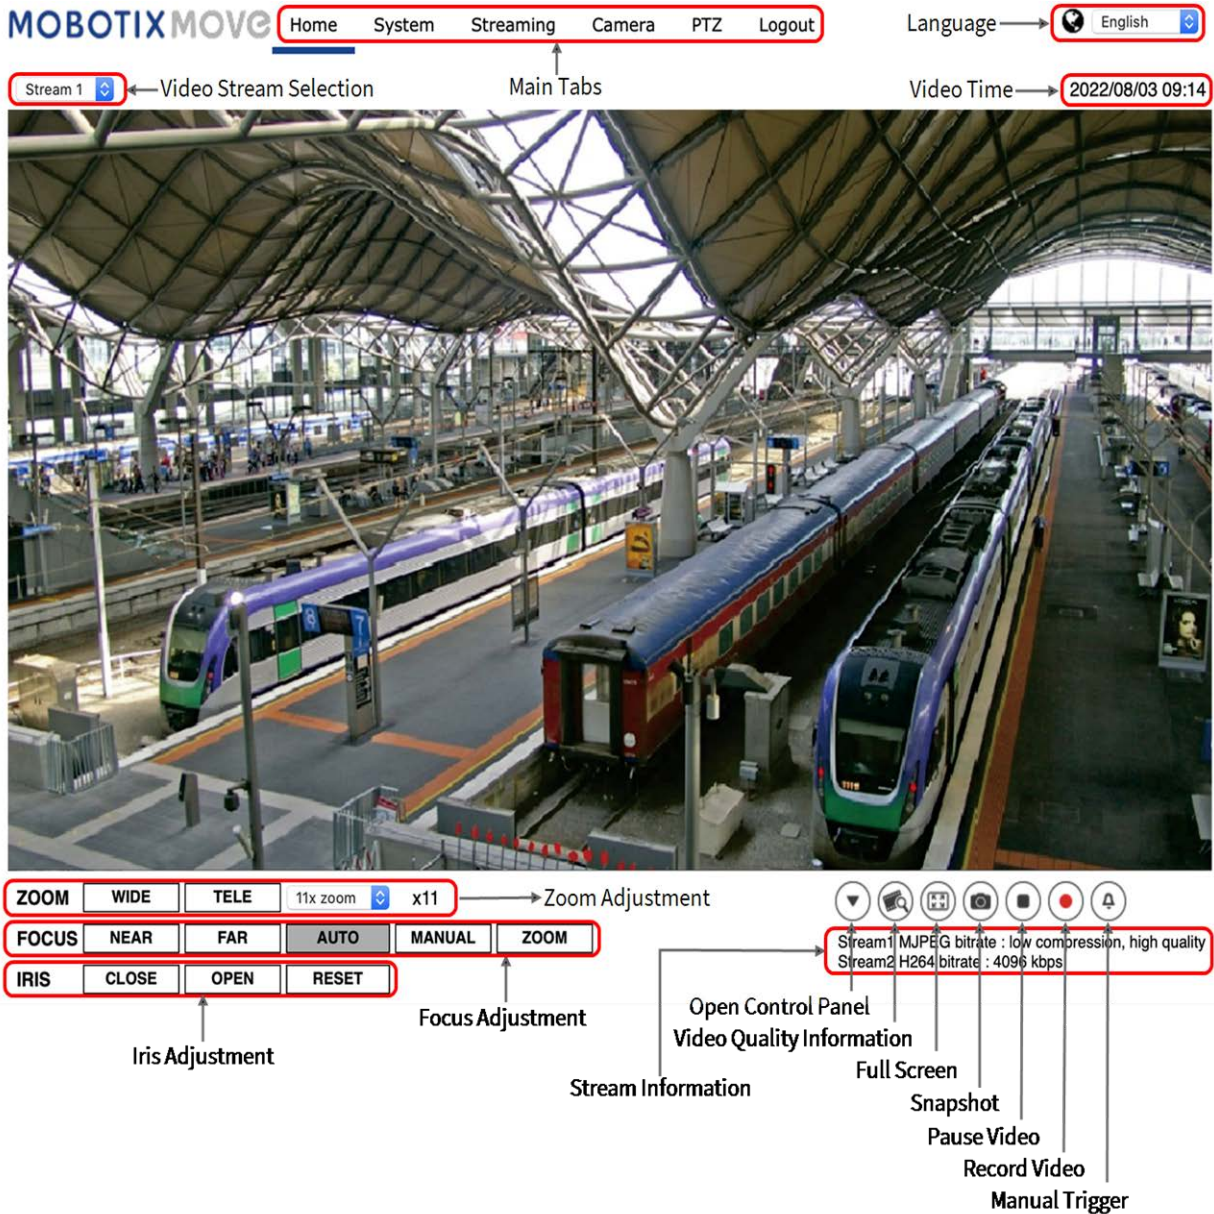 MOBOTIX MOVE Home System Streaming Camera PTZ Logout Language English
Stream 1 Video Stream Selection Main Tabs Video Time 2022/08/03 09:14
8 7
ZOOM WIDE TELE 11x zoom x11 Zoom Adjustment
FOCUS NEAR FAR AUTO MANUAL ZOOM
IRIS CLOSE OPEN RESET
Stream1 MJPEG bitrate : low compression, high quality
Stream2 H264 bitrate : 4096 kbps
Focus Adjustment
Iris Adjustment
Open Control Panel
Video Quality Information
Full Screen
Stream Information
Snapshot
Pause Video
Record Video
Manual Trigger